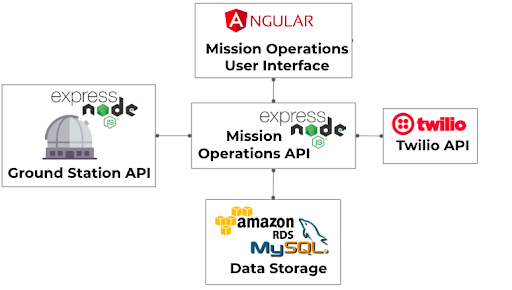 ANGULAR
Mission Operations
User Interface
express
node
JS
Ground Station API
express
node
JS
Mission
Operations API
twilio
Twilio API
amazon
RDS
MySQL
Data Storage